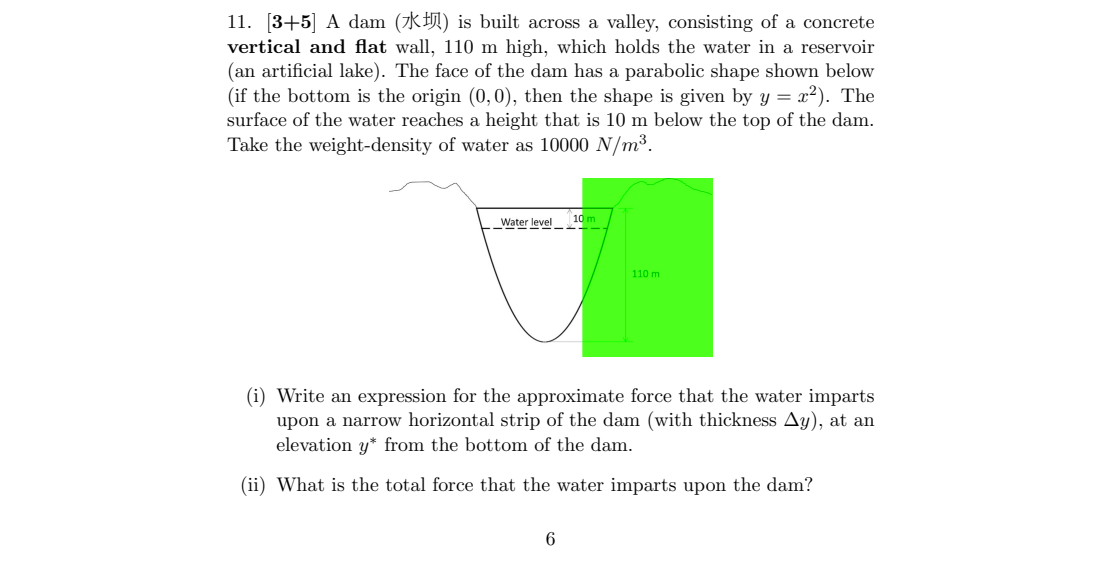 11. [3+5] A dam (水坝) is built across a valley, consisting of a concrete
vertical and flat wall, 110 m high, which holds the water in a reservoir
(an artificial lake). The face of the dam has a parabolic shape shown below
(if the bottom is the origin (0, 0), then the shape is given by y = x²). The
surface of the water reaches a height that is 10 m below the top of the dam.
Take the weight-density of water as 10000 N/m³.
Water level 10 m
110 m
(i) Write an expression for the approximate force that the water imparts
upon a narrow horizontal strip of the dam (with thickness Δy), at an
elevation y* from the bottom of the dam.
(ii) What is the total force that the water imparts upon the dam?
6